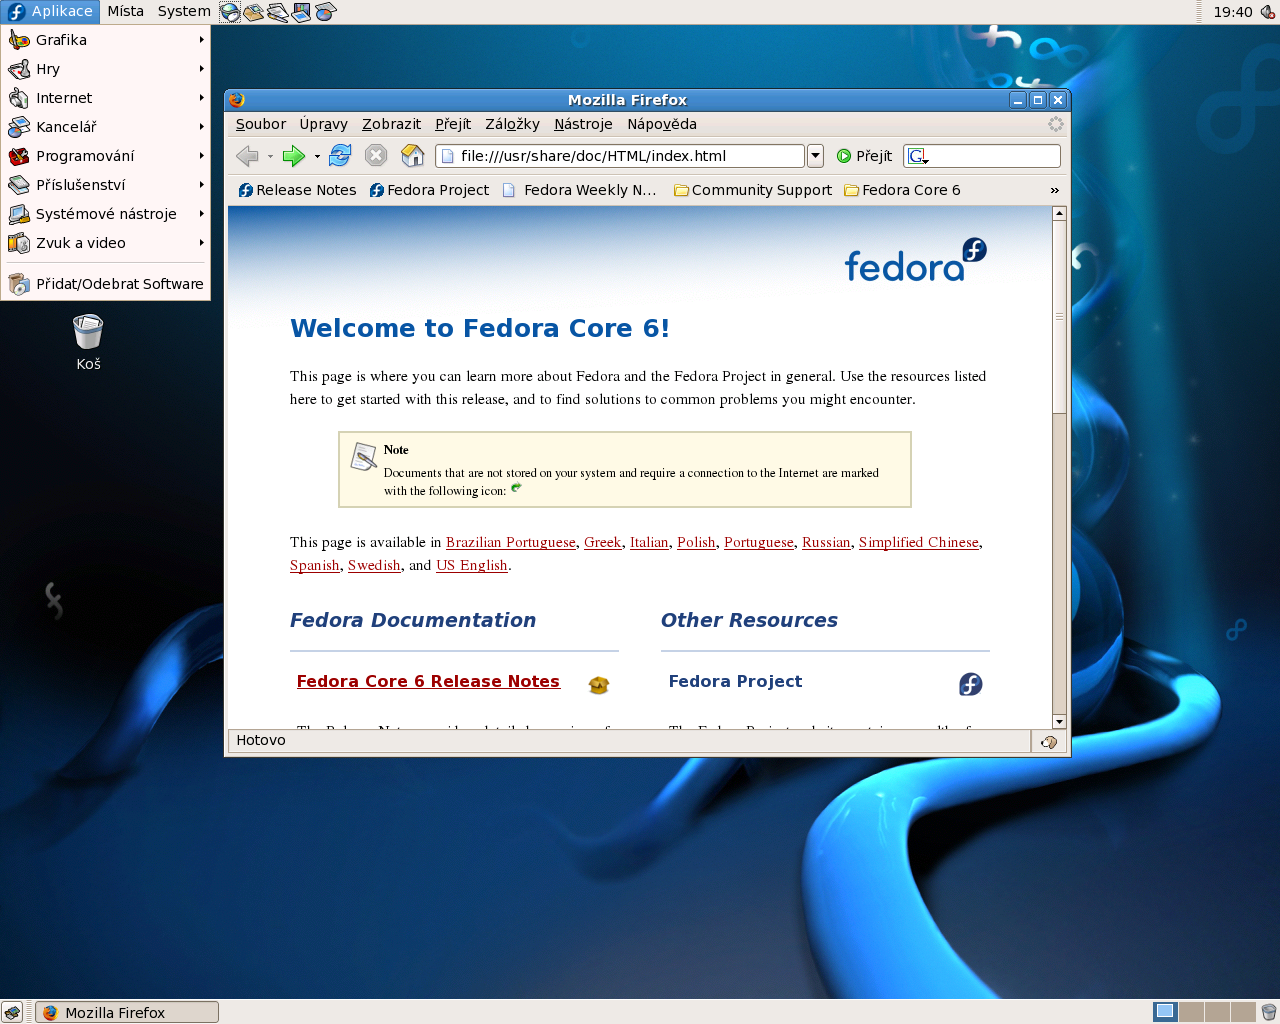 Aplikace Místa System 19:40
Grafika
Hry
Internet
Kancelář
Programování
Příslušenství
Systémové nástroje
Zvuk a video
Přidat/Odebrat Software
Koš
Mozilla Firefox
Soubor Úpravy Zobrazit Přejít Záložky Nástroje Nápověda
file:///usr/share/doc/HTML/index.html Přejít G
Release Notes Fedora Project Fedora Weekly N... Community Support Fedora Core 6 »
fedora
Welcome to Fedora Core 6!
This page is where you can learn more about Fedora and the Fedora Project in general. Use the resources listed
here to get started with this release, and to find solutions to common problems you might encounter.
Note
Documents that are not stored on your system and require a connection to the Internet are marked
with the following icon:
This page is available in Brazilian Portuguese, Greek, Italian, Polish, Portuguese, Russian, Simplified Chinese,
Spanish, Swedish, and US English.
Fedora Documentation
Other Resources
Fedora Core 6 Release Notes
Fedora Project
Hotovo
Mozilla Firefox